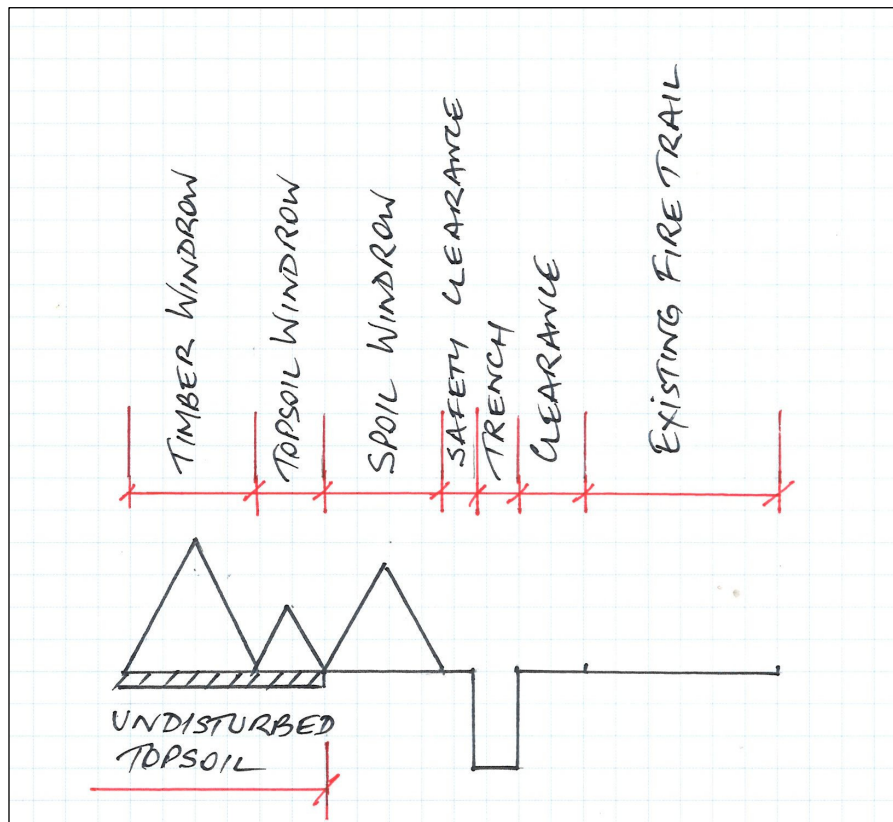 TIMBER WINDROW
TOPSOIL WINDROW
SPOIL WINDROW
SAFETY CLEARANCE
TRENCH
CLEARANCE
EXISTING FIRE TRAIL
UNDISTURBED
TOPSOIL